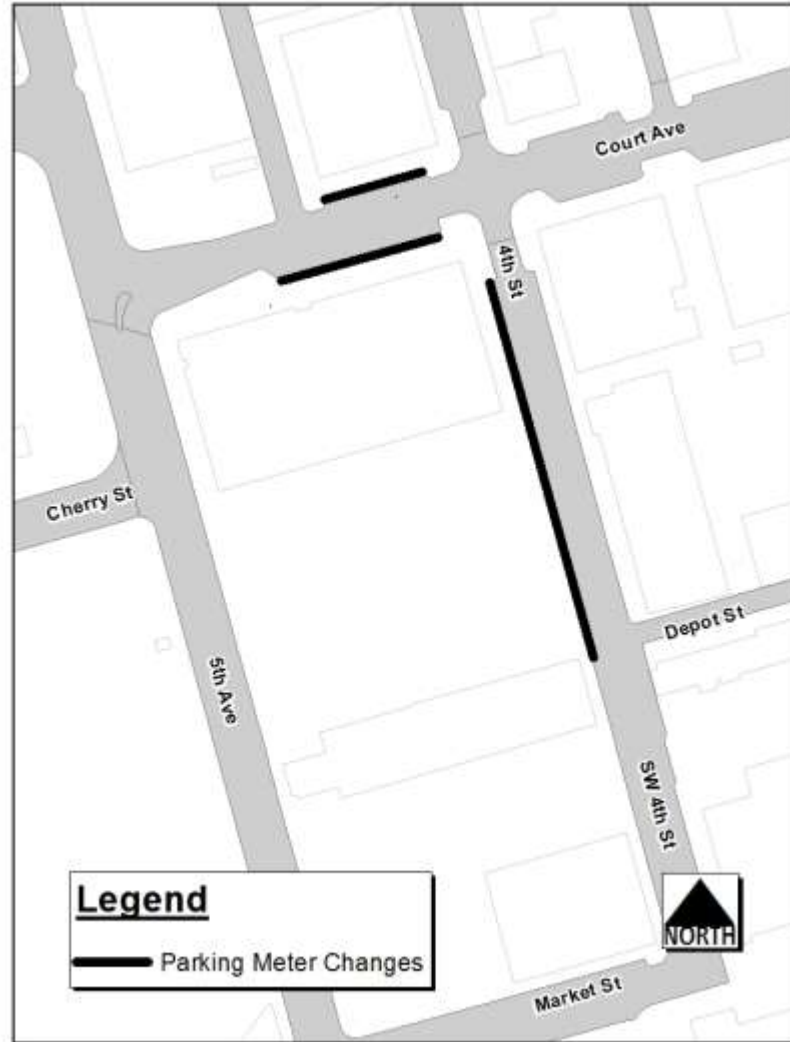 Court Ave
4th St
Cherry St
Depot St
5th Ave
SW 4th St
Legend
Parking Meter Changes
NORTH
Market St